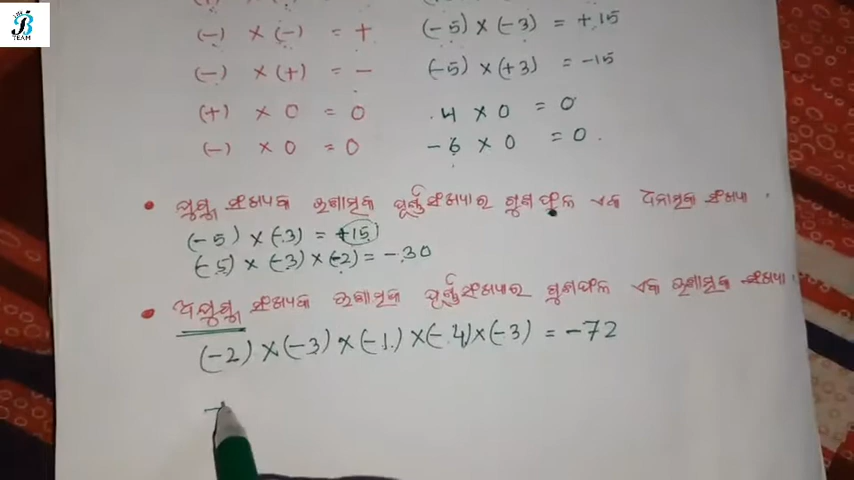 JB
TEAM
(−) × (−) = +    (−5) × (−3) = +15
(−) × (+) = −    (−5) × (+3) = −15
(+) × 0 = 0    4 × 0 = 0
(−) × 0 = 0    −6 × 0 = 0
• ଯୁଗ୍ମ ସଂଖ୍ୟକ ଋଣାତ୍ମକ ପୂର୍ଣ୍ଣସଂଖ୍ୟାର ଗୁଣଫଳ ଏକ ଧନାତ୍ମକ ସଂଖ୍ୟା
(−5) × (−3) = +15
(−5) × (−3) × (−2) = −30
• ଅଯୁଗ୍ମ ସଂଖ୍ୟକ ଋଣାତ୍ମକ ପୂର୍ଣ୍ଣସଂଖ୍ୟାର ଗୁଣଫଳ ଏକ ଋଣାତ୍ମକ ସଂଖ୍ୟା
(−2) × (−3) × (−1) × (−4) × (−3) = −72